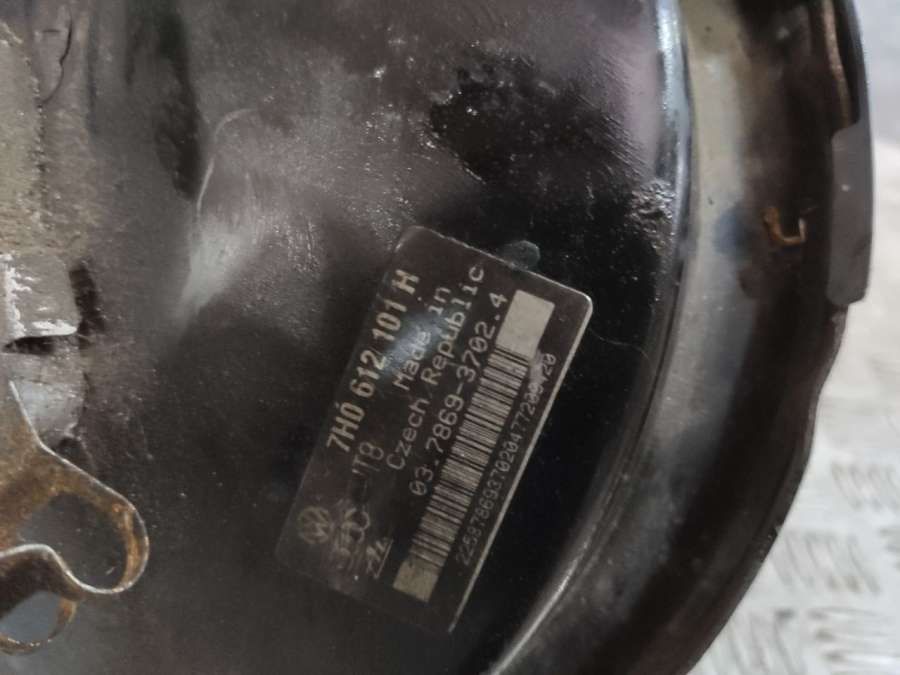 7H0 612 101 H
Made in
Czech Republic
03.7869-3702.4